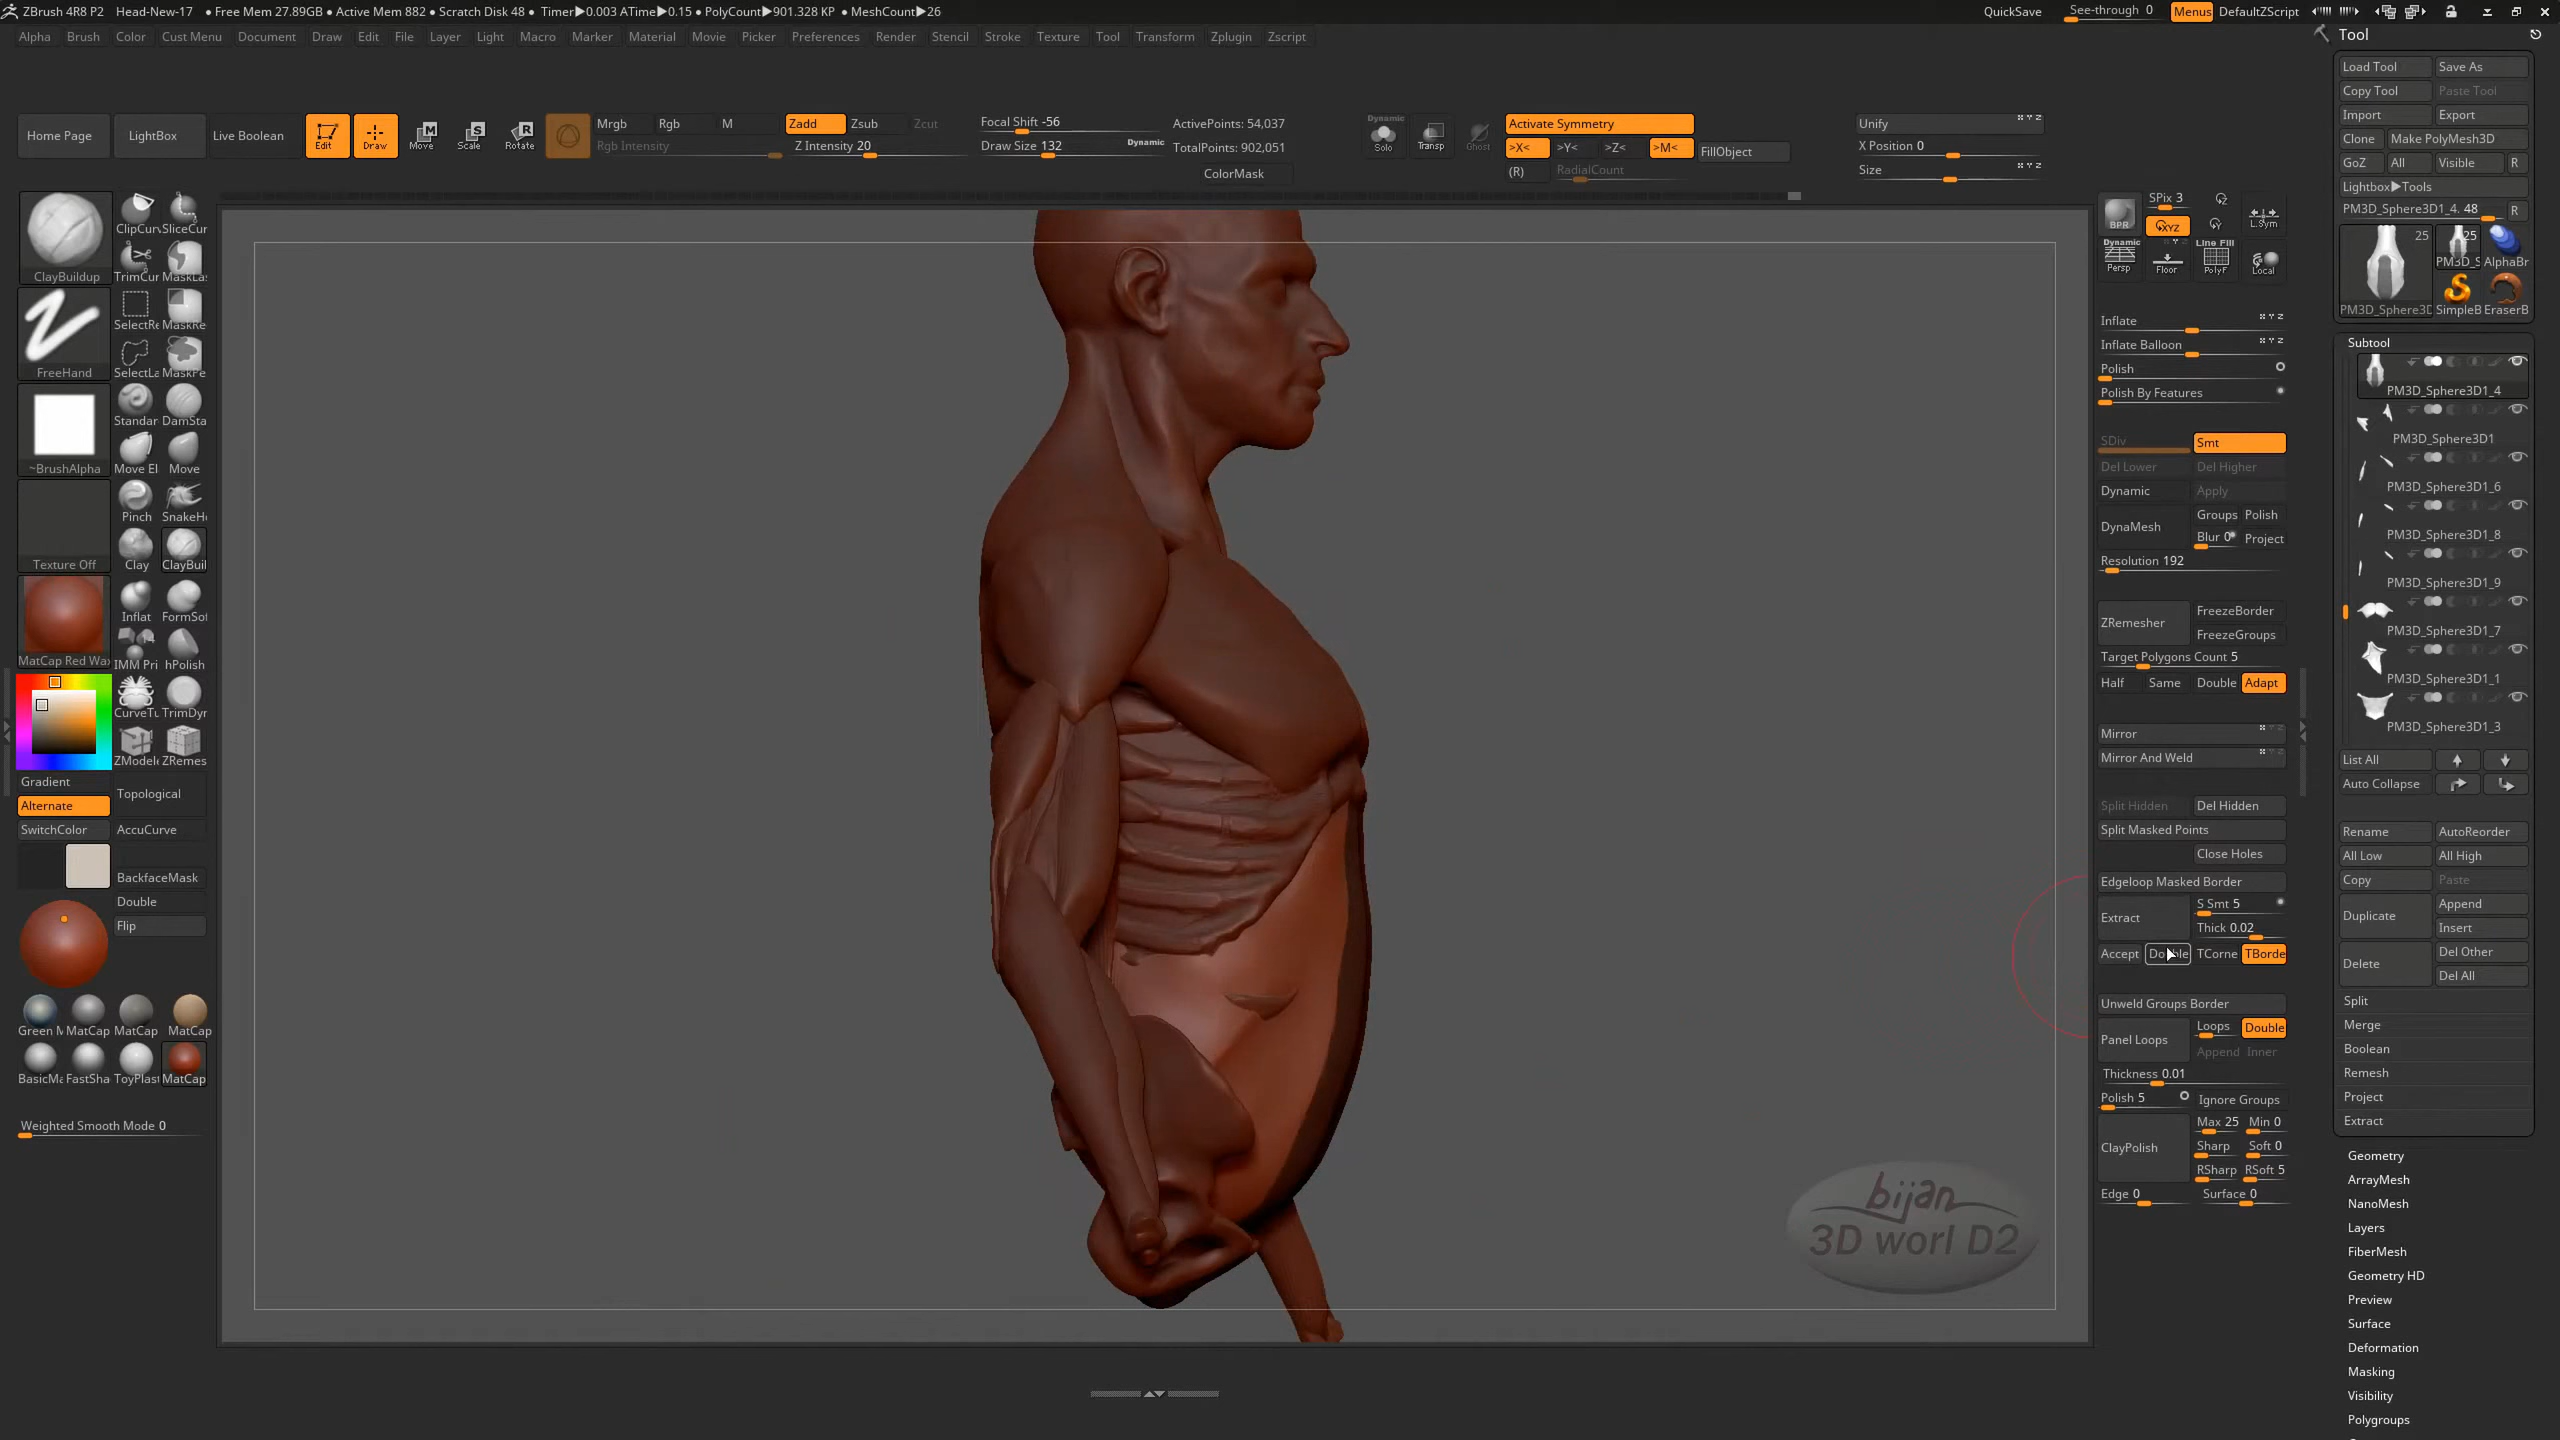 ZBrush 4R8 P2 Head-New-17 ● Free Mem 27.89GB ● Active Mem 882 ● Scratch Disk 48 ● Timer▶0.003 ATime▶0.15 ● PolyCount▶901.328 KP ● MeshCount▶26 QuickSave See-through 0 Menus DefaultZScript
Alpha Brush Color Cust Menu Document Draw Edit File Layer Light Macro Marker Material Movie Picker Preferences Render Stencil Stroke Texture Tool Transform Zplugin Zscript
Home Page LightBox Live Boolean Edit Draw Move Scale Rotate
Mrgb Rgb M Zadd Zsub Zcut
Rgb Intensity Z Intensity 20
Focal Shift -56
Draw Size 132 Dynamic
ActivePoints: 54,037
TotalPoints: 902,051
ColorMask
Dynamic
Solo Transp Ghost
Activate Symmetry
>X< >Y< >Z< >M< FillObject
(R) RadialCount
Unify
X Position 0
Size
ClayBuildup
FreeHand
~BrushAlpha
Texture Off
MatCap Red Wax
Gradient
Alternate
SwitchColor
ClipCurv SliceCur
TrimCur MaskLas
SelectRe MaskRe
SelectLa MaskPe
Standar DamSta
Move El Move
Pinch SnakeH
Clay ClayBuil
Inflat FormSof
IMM Pri hPolish
CurveTu TrimDyn
ZModele ZRemes
Topological
AccuCurve
BackfaceMask
Double
Flip
Green M MatCap MatCap MatCap
BasicMa FastSha ToyPlast MatCap
Weighted Smooth Mode 0
bijan
3D worl D2
BPR SPix 3
XYZ L.Sym
Dynamic
Persp Floor
Line Fill
PolyF Local
Inflate
Inflate Balloon
Polish
Polish By Features
SDiv Smt
Del Lower Del Higher
Dynamic Apply
DynaMesh Groups Polish
Blur 0 Project
Resolution 192
ZRemesher FreezeBorder
FreezeGroups
Target Polygons Count 5
Half Same Double Adapt
Mirror
Mirror And Weld
Split Hidden Del Hidden
Split Masked Points
Close Holes
Edgeloop Masked Border
Extract S Smt 5
Thick 0.02
Accept TCorne TBorde
Unweld Groups Border
Panel Loops Loops Double
Append Inner
Thickness 0.01
Polish 5 Ignore Groups
ClayPolish Max 25 Min 0
Sharp Soft 0
RSharp RSoft 5
Edge 0 Surface 0
Tool
Load Tool Save As
Copy Tool Paste Tool
Import Export
Clone Make PolyMesh3D
GoZ All Visible R
Lightbox▶Tools
PM3D_Sphere3D1_4. 48 R
25 25
PM3D_S AlphaBr
PM3D_Sphere3D SimpleB EraserB
Subtool
PM3D_Sphere3D1_4
PM3D_Sphere3D1
PM3D_Sphere3D1_6
PM3D_Sphere3D1_8
PM3D_Sphere3D1_9
PM3D_Sphere3D1_7
PM3D_Sphere3D1_1
PM3D_Sphere3D1_3
List All
Auto Collapse
Rename AutoReorder
All Low All High
Copy Paste
Duplicate Append
Insert
Delete Del Other
Del All
Split
Merge
Boolean
Remesh
Project
Extract
Geometry
ArrayMesh
NanoMesh
Layers
FiberMesh
Geometry HD
Preview
Surface
Deformation
Masking
Visibility
Polygroups